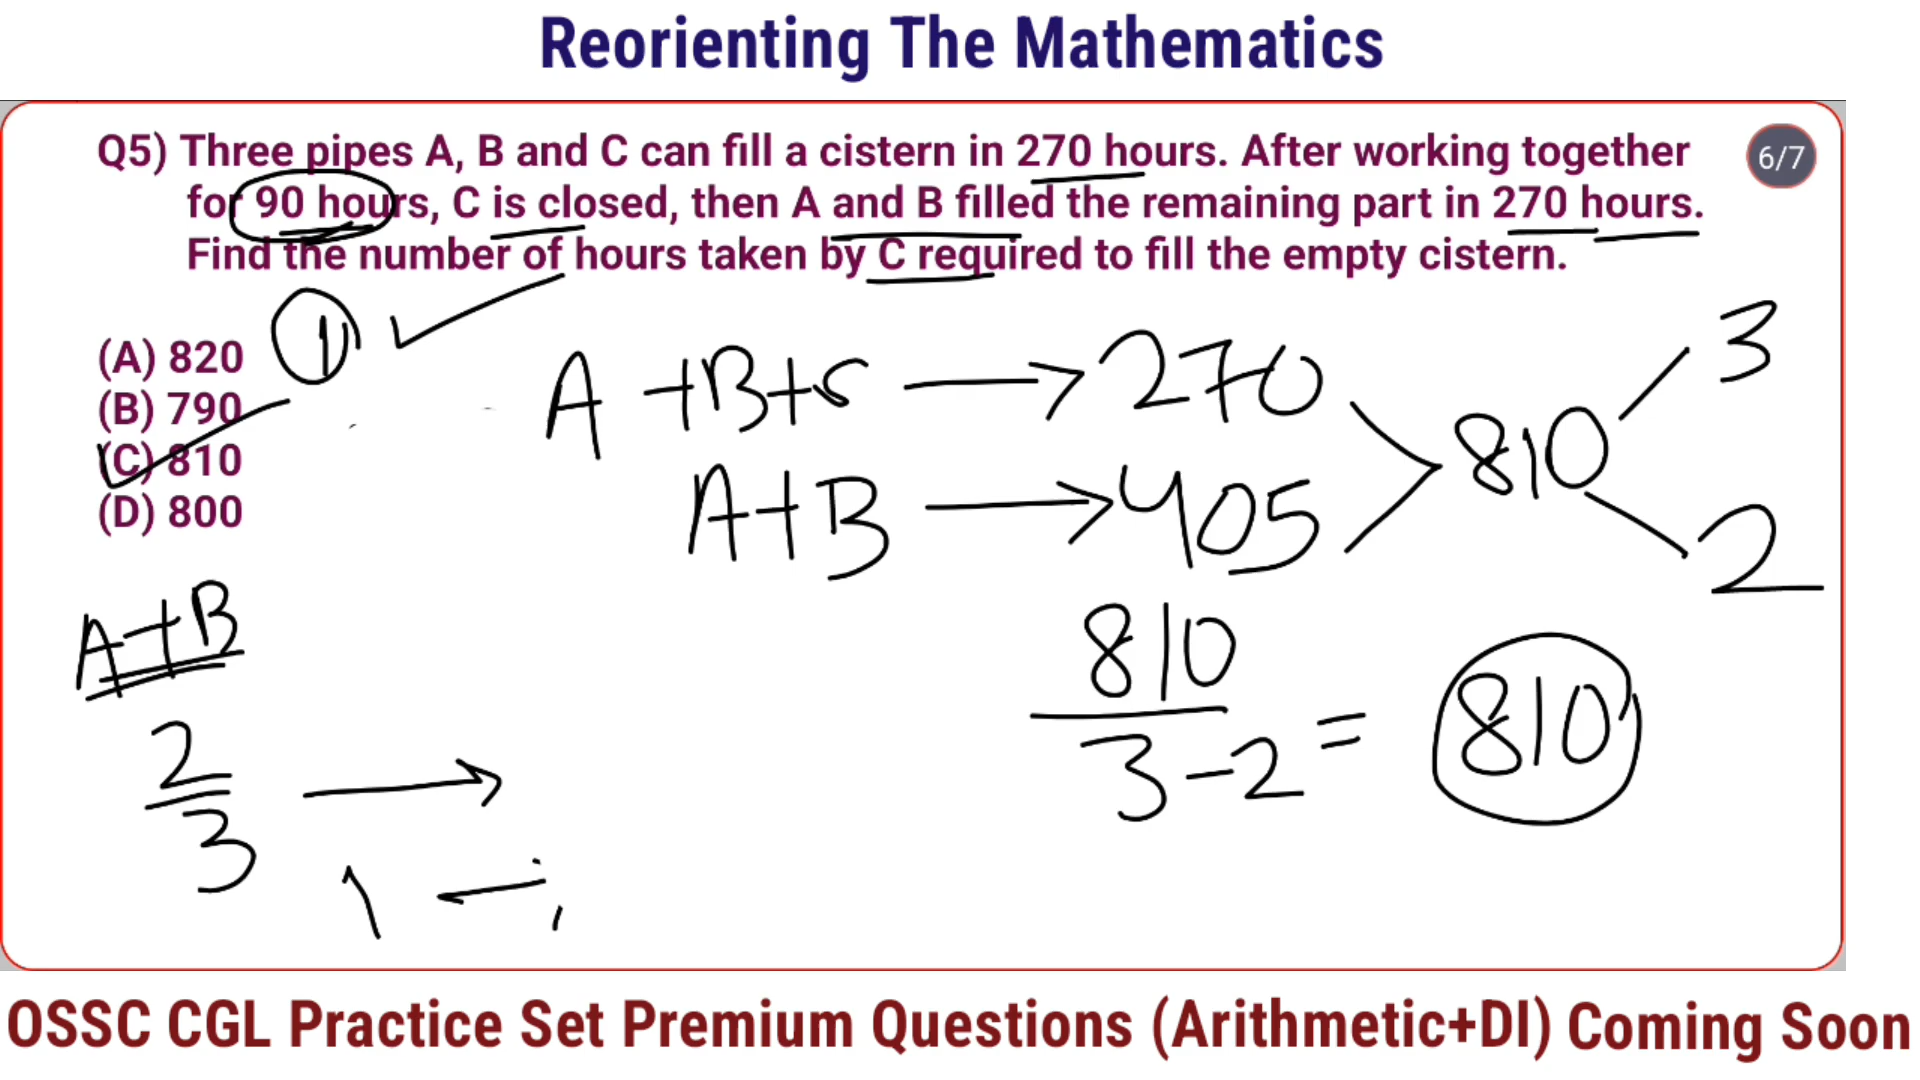 Reorienting The Mathematics
Q5) Three pipes A, B and C can fill a cistern in 270 hours. After working together
for 90 hours, C is closed, then A and B filled the remaining part in 270 hours.
Find the number of hours taken by C required to fill the empty cistern.
6/7
(A) 820
(B) 790
(C) 810
(D) 800
1
A+B+C → 270
A+B → 405
810
3
2
A+B
2
3
→
1 -
810
3-2
= 810
OSSC CGL Practice Set Premium Questions (Arithmetic+DI) Coming Soon